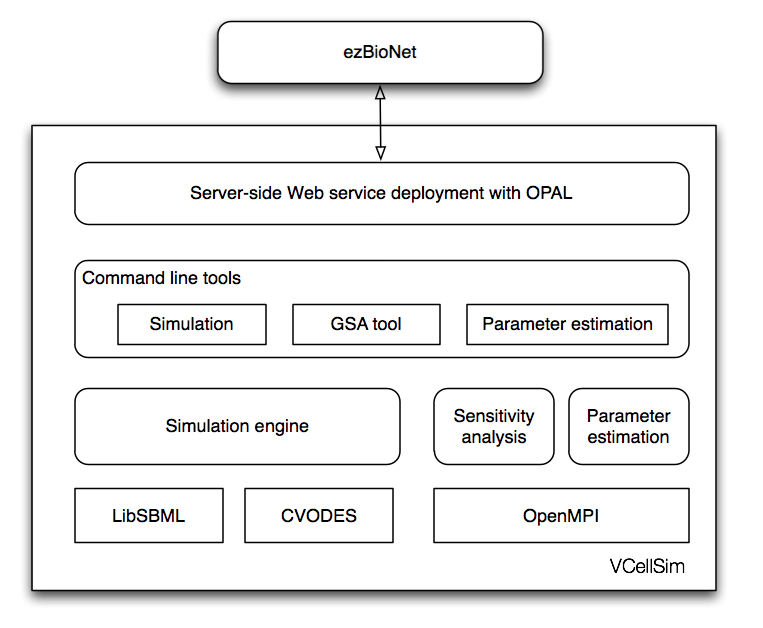 ezBioNet
Server-side Web service deployment with OPAL
Command line tools
Simulation
GSA tool
Parameter estimation
Simulation engine
Sensitivity
analysis
Parameter
estimation
LibSBML
CVODES
OpenMPI
VCellSim